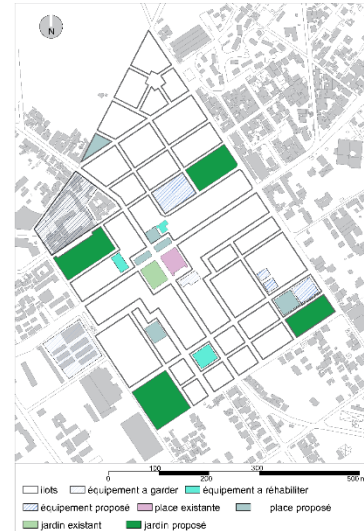 N
0 100 200 300 500 m
ilots équipement a garder équipement a réhabiliter
équipement proposé place existante place proposé
jardin existant jardin proposé